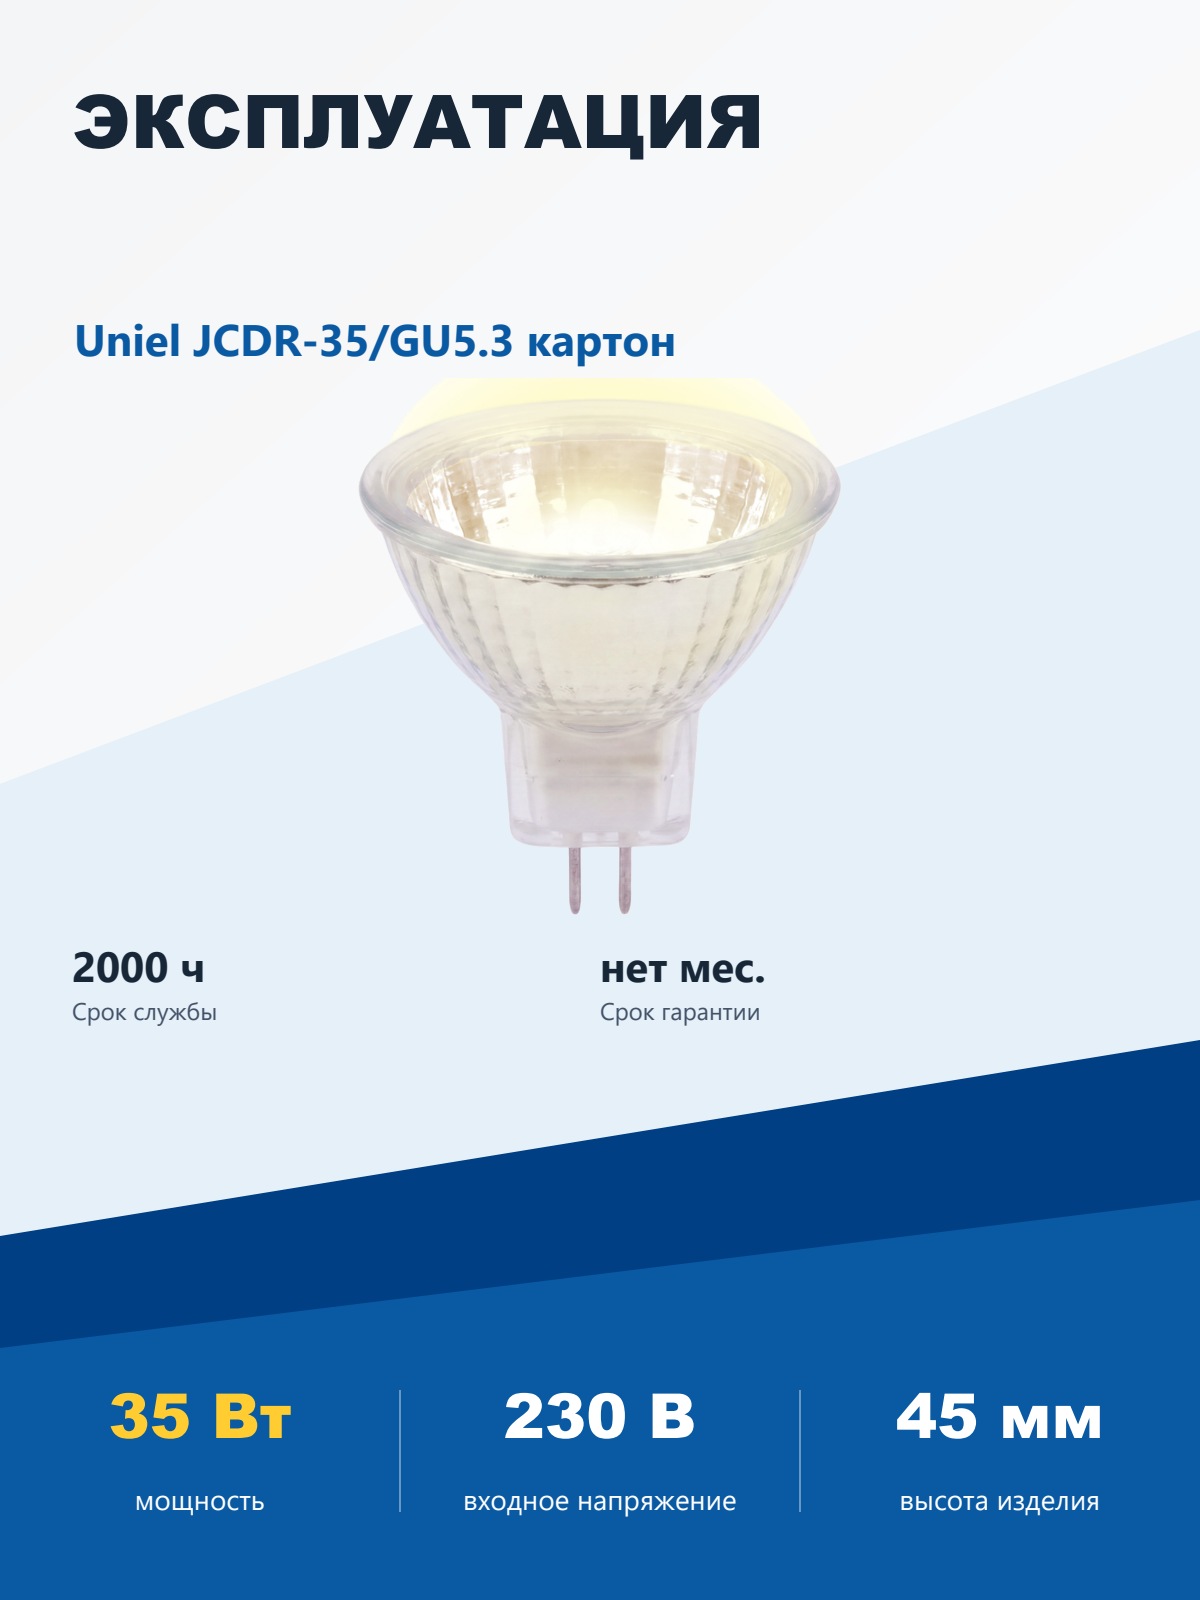 ЭКСПЛУАТАЦИЯ
Uniel JCDR-35/GU5.3 картон
2000 ч
Срок службы
нет мес.
Срок гарантии
35 Вт
мощность
230 В
входное напряжение
45 мм
высота изделия